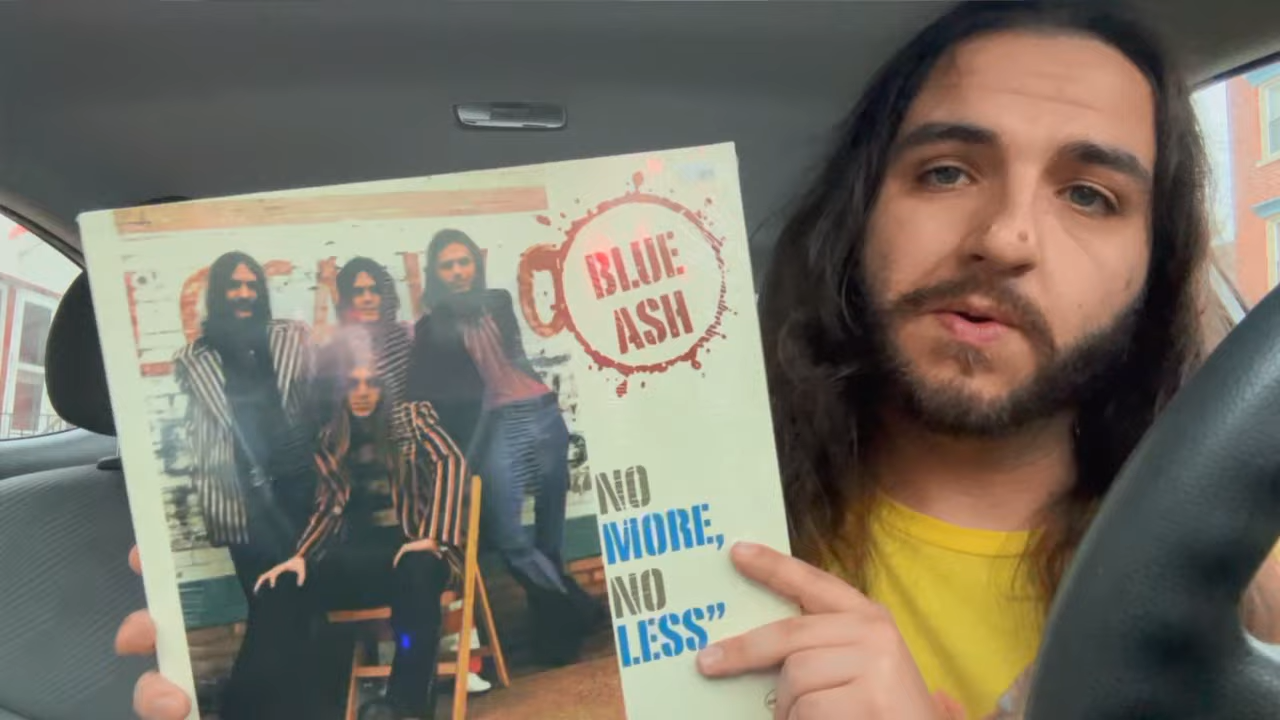 BLUE
ASH
"NO
MORE,
NO
LESS"